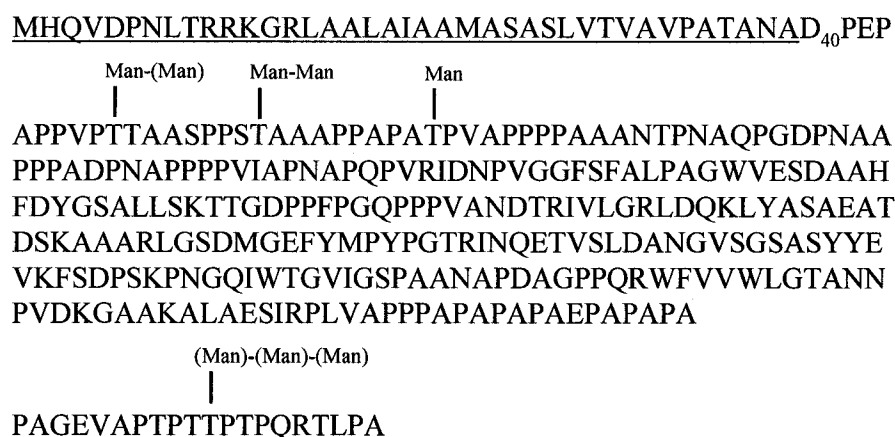 MHQVDPNLTRRKGRLAALAIAAMASASLVTVAVPATANAD40PEP
Man-(Man) Man-Man Man
APPVPTTAASPPSTAAAPPAPATPVAPPPPAAANTPNAQPGDPNAA
PPPADPNAPPPPVIAPNAPQPVRIDNPVGGFSFALPAGWVESDAAH
FDYGSALLSKTTGDPPFPGQPPPVANDTRIVLGRLDQKLYASAEAT
DSKAAARLGSDMGEFYMPYPGTRINQETVSLDANGVSGSASYYE
VKFSDPSKPNGQIWTGVIGSPAANAPDAGPPQRWFVVWLGTANN
PVDKGAAKALAESIRPLVAPPPAPAPAPAEPAPAPA
(Man)-(Man)-(Man)
PAGEVAPTPTTPTPQRTLPA